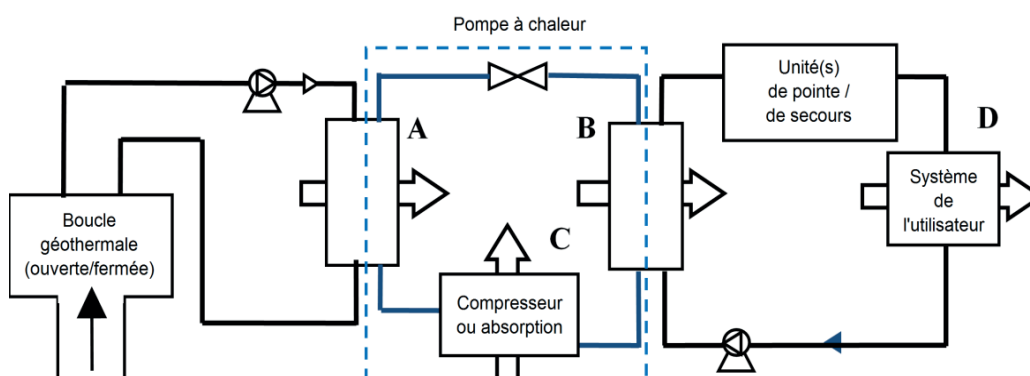 Pompe à chaleur
Unité(s)
de pointe /
de secours
A
B
D
Boucle
géothermale
(ouverte/fermée)
Système
de
l'utilisateur
C
Compresseur
ou absorption